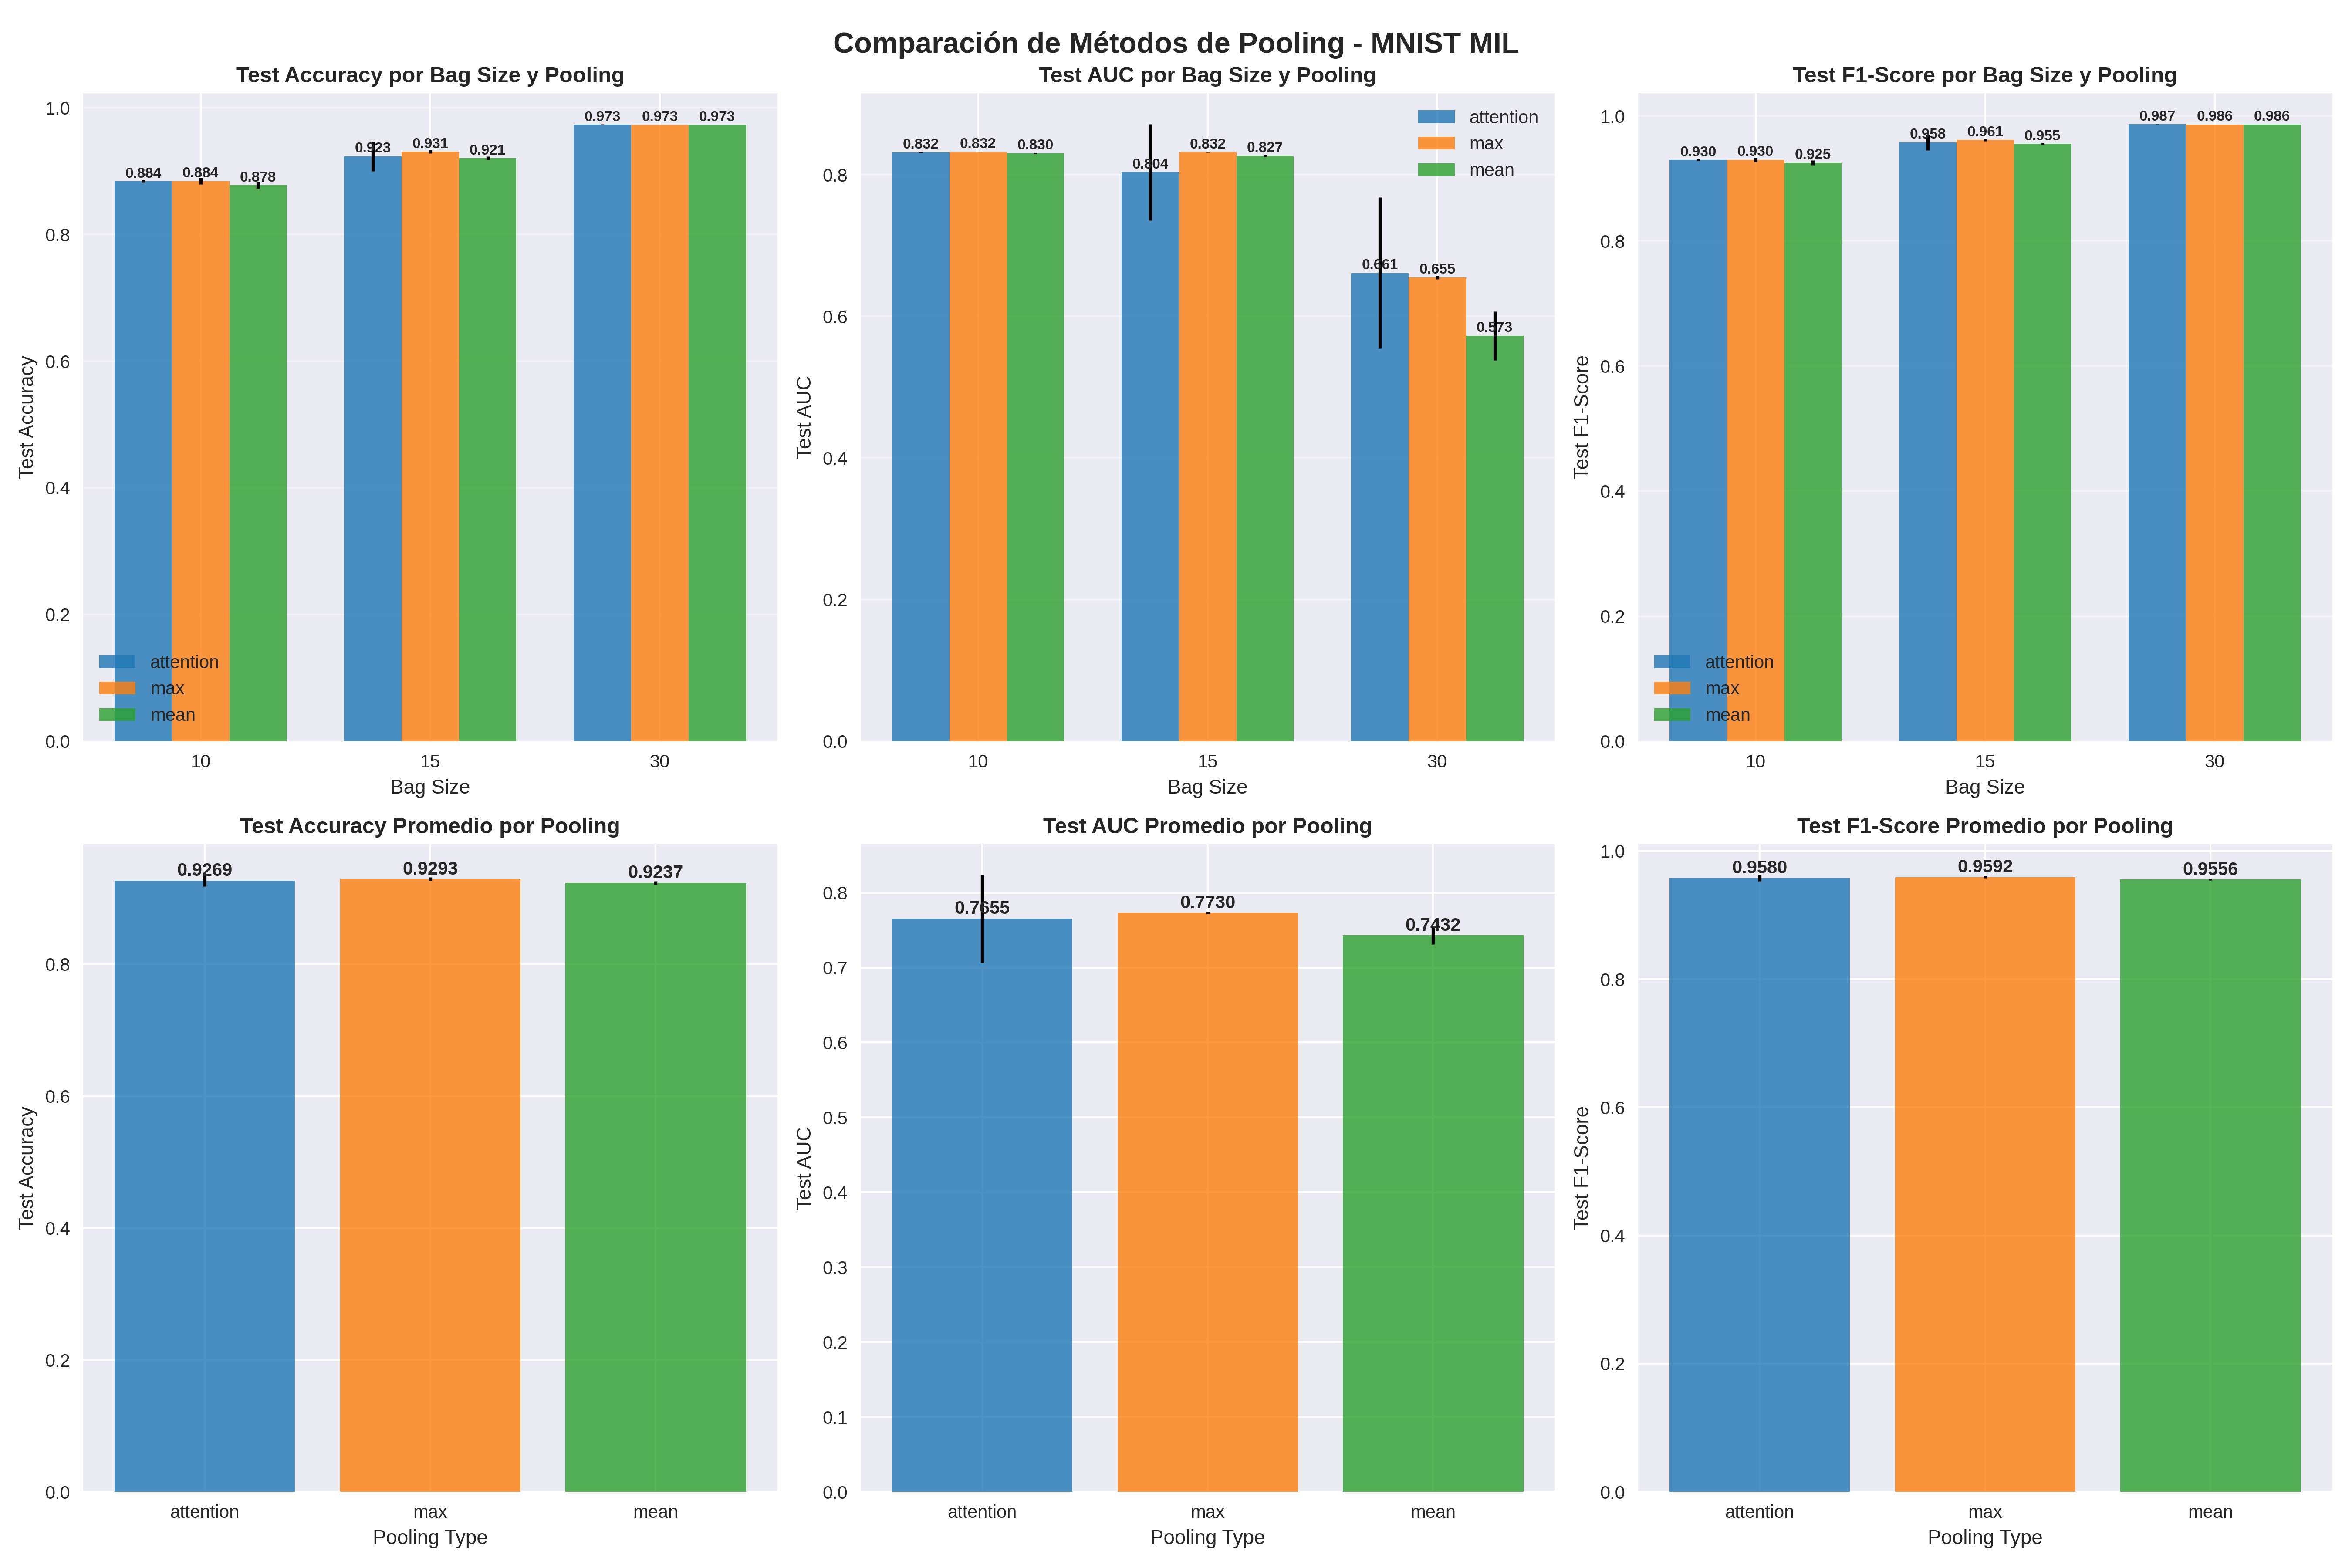 Comparación de Métodos de Pooling - MNIST MIL
Test Accuracy por Bag Size y Pooling
1.0
0.8
0.6
0.4
0.2
0.0
Test Accuracy
0.884
0.884
0.878
0.923
0.931
0.921
0.973
0.973
0.973
attention
max
mean
10
15
30
Bag Size
Test AUC por Bag Size y Pooling
0.8
0.6
0.4
0.2
0.0
Test AUC
0.832
0.832
0.830
0.804
0.832
0.827
0.661
0.655
0.573
attention
max
mean
10
15
30
Bag Size
Test F1-Score por Bag Size y Pooling
1.0
0.8
0.6
0.4
0.2
0.0
Test F1-Score
0.930
0.930
0.925
0.958
0.961
0.955
0.987
0.986
0.986
attention
max
mean
10
15
30
Bag Size
Test Accuracy Promedio por Pooling
0.8
0.6
0.4
0.2
0.0
Test Accuracy
0.9269
0.9293
0.9237
attention
max
mean
Pooling Type
Test AUC Promedio por Pooling
0.8
0.7
0.6
0.5
0.4
0.3
0.2
0.1
0.0
Test AUC
0.7655
0.7730
0.7432
attention
max
mean
Pooling Type
Test F1-Score Promedio por Pooling
1.0
0.8
0.6
0.4
0.2
0.0
Test F1-Score
0.9580
0.9592
0.9556
attention
max
mean
Pooling Type